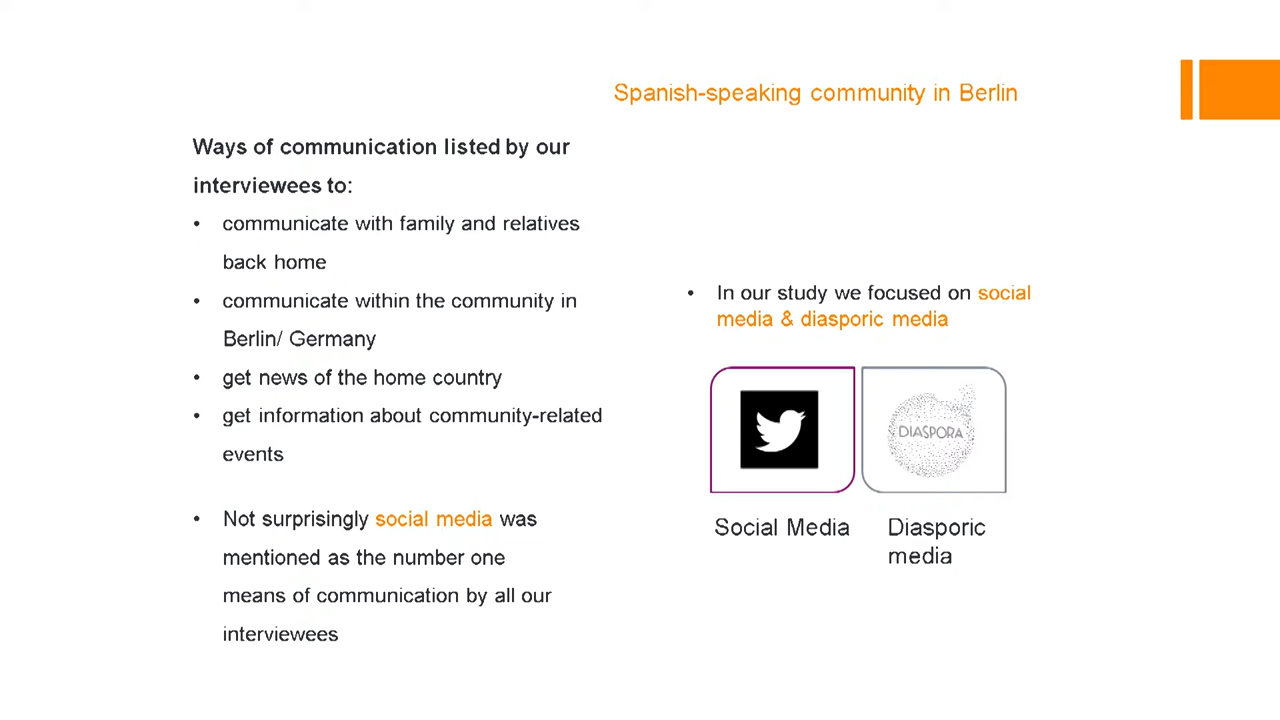 Spanish-speaking community in Berlin
Ways of communication listed by our
interviewees to:
• communicate with family and relatives
back home
• communicate within the community in
Berlin/ Germany
• get news of the home country
• get information about community-related
events
• Not surprisingly social media was
mentioned as the number one
means of communication by all our
interviewees
• In our study we focused on social
media & diasporic media
DIASPORA
Social Media
Diasporic
media